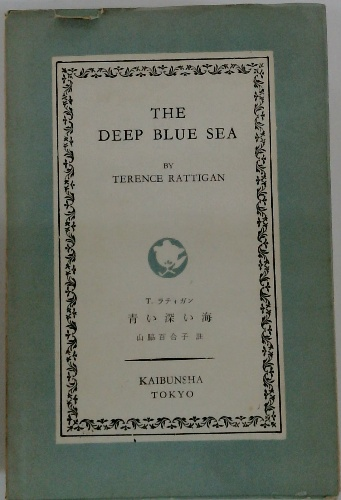 THE
DEEP BLUE SEA
BY
TERENCE RATTIGAN
T. ラティガン
青い深い海
山脇百合子 註
KAIBUNSHA
TOKYO